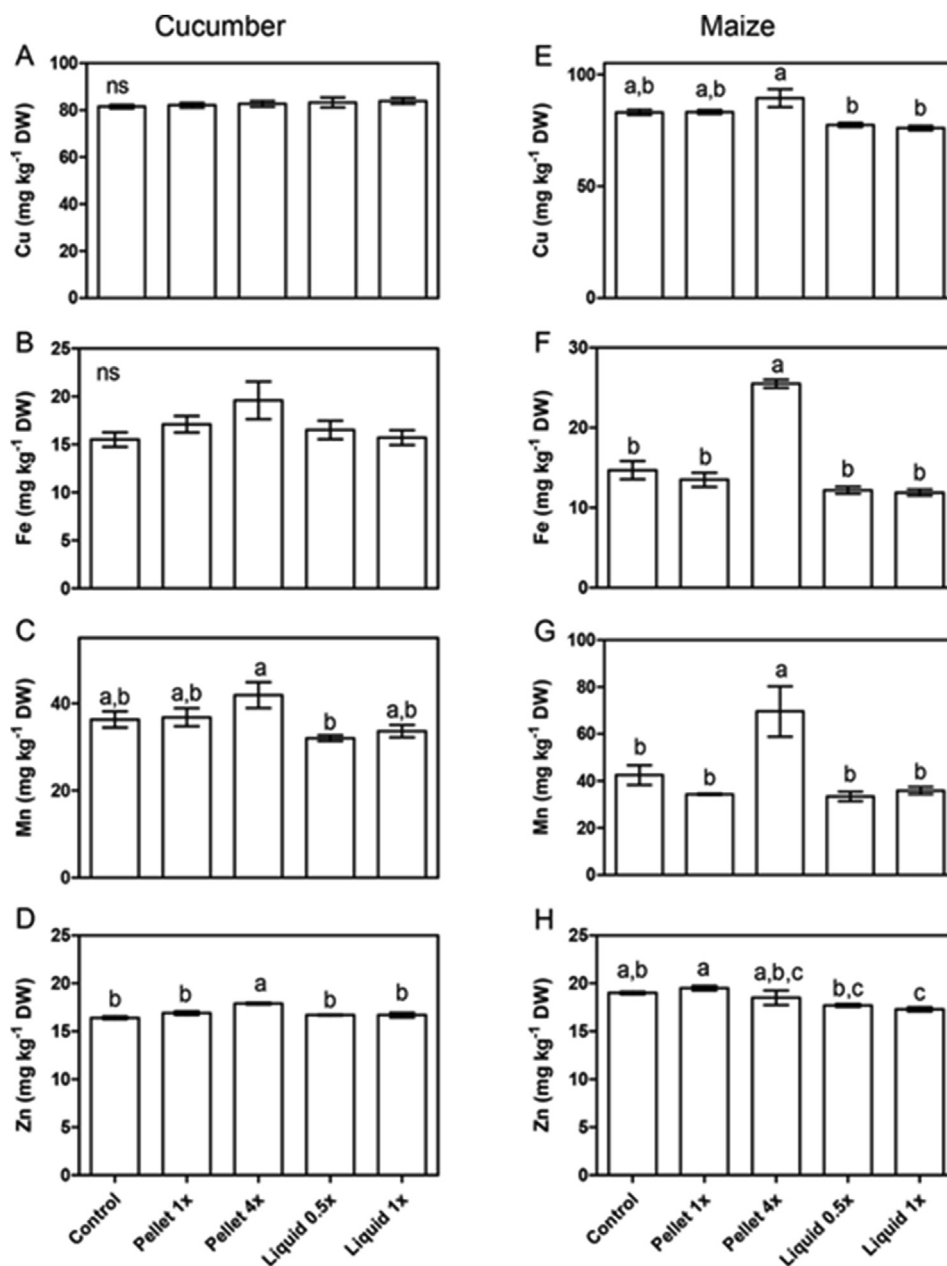 Cucumber
Maize
A
100
80
60
40
20
0
Cu (mg kg⁻¹ DW)
ns
E
100
50
0
Cu (mg kg⁻¹ DW)
a,b
a,b
a
b
b
B
25
20
15
10
5
0
Fe (mg kg⁻¹ DW)
ns
F
30
20
10
0
Fe (mg kg⁻¹ DW)
b
b
a
b
b
C
40
20
0
Mn (mg kg⁻¹ DW)
a,b
a,b
a
b
a,b
G
100
80
60
40
20
0
Mn (mg kg⁻¹ DW)
b
b
a
b
b
D
25
20
15
10
5
0
Zn (mg kg⁻¹ DW)
b
b
a
b
b
Control
Pellet 1x
Pellet 4x
Liquid 0.5x
Liquid 1x
H
25
20
15
10
5
0
Zn (mg kg⁻¹ DW)
a,b
a
a,b,c
b,c
c
Control
Pellet 1x
Pellet 4x
Liquid 0.5x
Liquid 1x